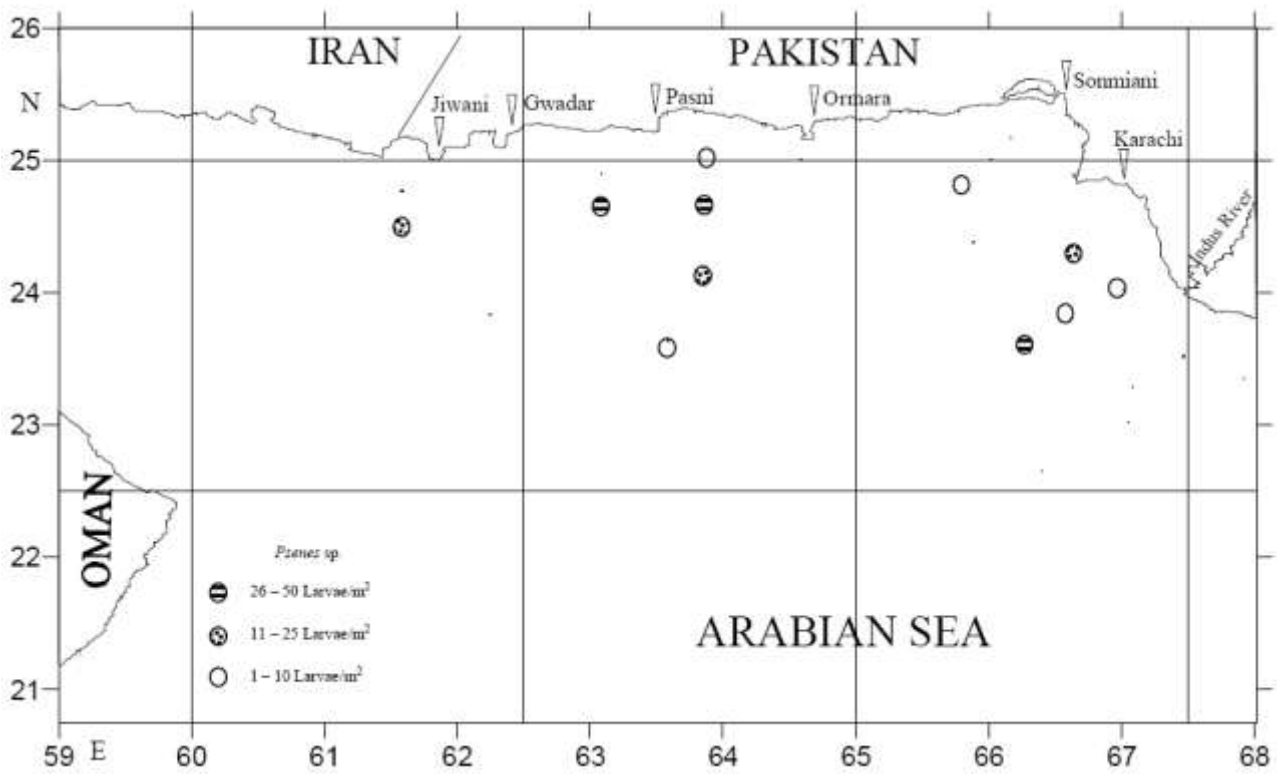 26
IRAN
PAKISTAN
N
Jiwani
Gwadar
Pasni
Ormara
Sonmiani
Karachi
25
Indus River
24
23
OMAN
22
Psenes sp.
26 – 50 Larvae/m²
11 – 25 Larvae/m²
1 – 10 Larvae/m²
ARABIAN SEA
21
59 E 60 61 62 63 64 65 66 67 68